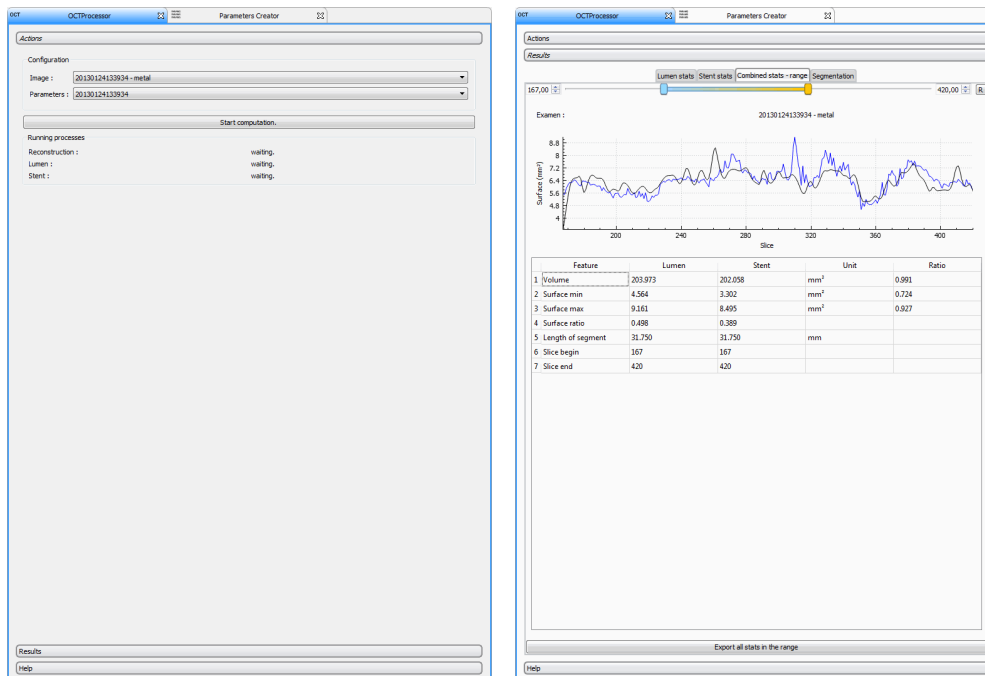 OCT OCTProcessor Parameters Creator
Actions
Configuration
Image : 20130124133934 - metal
Parameters : 20130124133934
Start computation.
Running processes
Reconstruction : waiting.
Lumen : waiting.
Stent : waiting.
Results
Help
OCT OCTProcessor Parameters Creator
Actions
Results
Lumen stats Stent stats Combined stats - range Segmentation
167,00 420,00 R
Examen : 20130124133934 - metal
8.8
8
7.2
6.4
5.6
4.8
4
Surface (mm²)
200 240 280 320 360 400
Slice
Feature Lumen Stent Unit Ratio
1 Volume 203.973 202.058 mm³ 0.991
2 Surface min 4.564 3.302 mm² 0.724
3 Surface max 9.161 8.495 mm² 0.927
4 Surface ratio 0.498 0.389
5 Length of segment 31.750 31.750 mm
6 Slice begin 167 167
7 Slice end 420 420
Export all stats in the range
Help